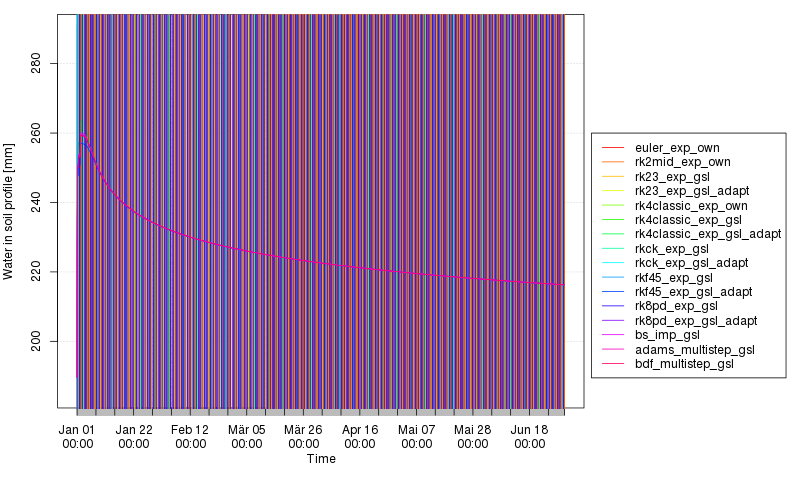 280
260
240
220
200
Water in soil profile [mm]
Jan 01 Jan 22 Feb 12 Mär 05 Mär 26 Apr 16 Mai 07 Mai 28 Jun 18
00:00 00:00 00:00 00:00 00:00 00:00 00:00 00:00 00:00
Time
euler_exp_own
rk2mid_exp_own
rk23_exp_gsl
rk23_exp_gsl_adapt
rk4classic_exp_own
rk4classic_exp_gsl
rk4classic_exp_gsl_adapt
rkck_exp_gsl
rkck_exp_gsl_adapt
rkf45_exp_gsl
rkf45_exp_gsl_adapt
rk8pd_exp_gsl
rk8pd_exp_gsl_adapt
bs_imp_gsl
adams_multistep_gsl
bdf_multistep_gsl